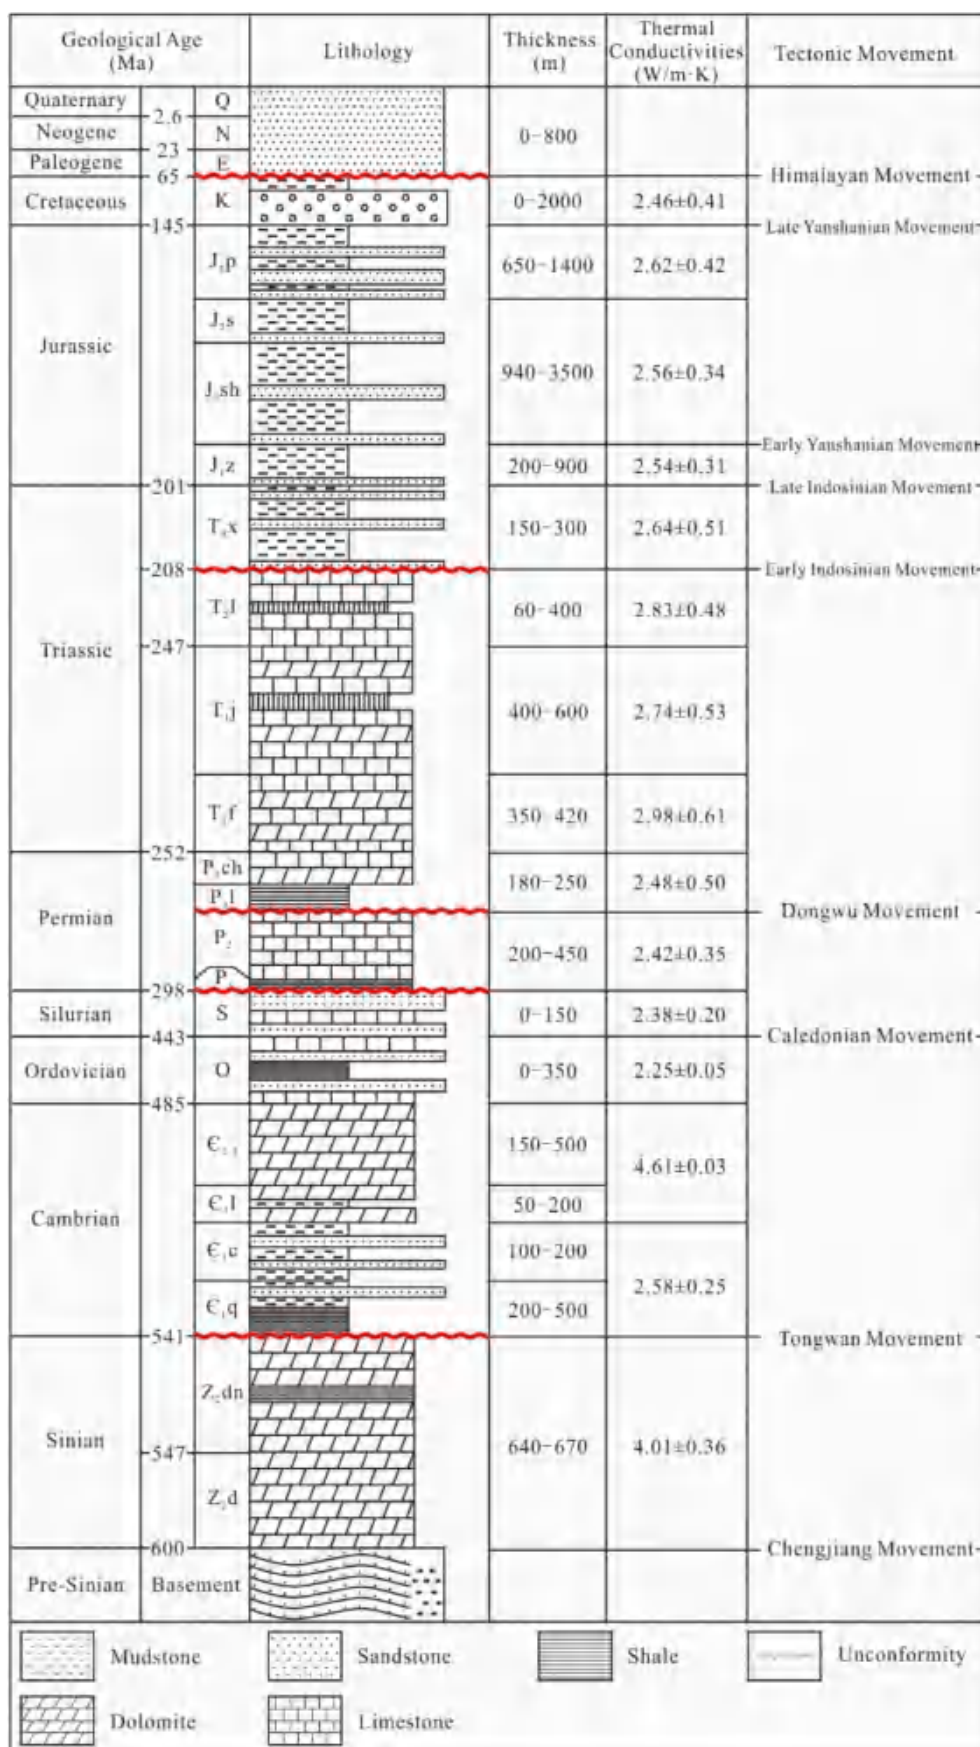 Geological Age
(Ma)
Lithology
Thickness
(m)
Thermal
Conductivities
(W/m·K)
Tectonic Movement
Quaternary
Q
2.6
Neogene
N
0-800
23
Paleogene
E
65
Himalayan Movement
Cretaceous
K
0-2000
2.46±0.41
145
Late Yanshanian Movement
650-1400
2.62±0.42
J₂s
Jurassic
940-3500
2.56±0.34
Early Yanshanian Movement
J₁z
200-900
2.54±0.31
201
Late Indosinian Movement
150-300
2.64±0.51
208
Early Indosinian Movement
T₂l
60-400
2.83±0.48
247
Triassic
T₁j
400-600
2.74±0.53
T₁f
350-420
2.98±0.61
252
180-250
2.48±0.50
Permian
Dongwu Movement
P₂
200-450
2.42±0.35
298
Silurian
S
0-150
2.38±0.20
443
Caledonian Movement
Ordovician
O
0-350
2.25±0.05
485
150-500
4.61±0.03
Є₁l
50-200
Cambrian
100-200
2.58±0.25
Є₁q
200-500
541
Tongwan Movement
Z₂dn
Sinian
640-670
4.01±0.36
547
Z₂d
600
Chengjiang Movement
Pre-Sinian
Basement
Mudstone
Sandstone
Shale
Unconformity
Dolomite
Limestone